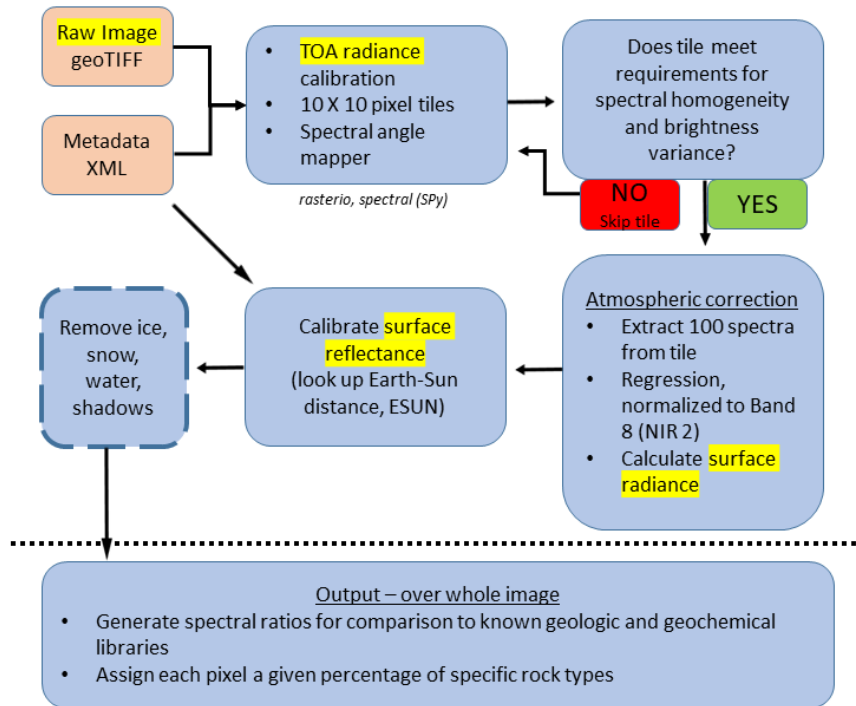 Raw Image
geoTIFF
Metadata
XML
• TOA radiance
calibration
• 10 X 10 pixel tiles
• Spectral angle
mapper
rasterio, spectral (SPy)
Does tile meet
requirements for
spectral homogeneity
and brightness
variance?
NO
Skip tile
YES
Atmospheric correction
• Extract 100 spectra
from tile
• Regression,
normalized to Band
8 (NIR 2)
• Calculate surface
radiance
Calibrate surface
reflectance
(look up Earth-Sun
distance, ESUN)
Remove ice,
snow,
water,
shadows
Output – over whole image
• Generate spectral ratios for comparison to known geologic and geochemical
libraries
• Assign each pixel a given percentage of specific rock types